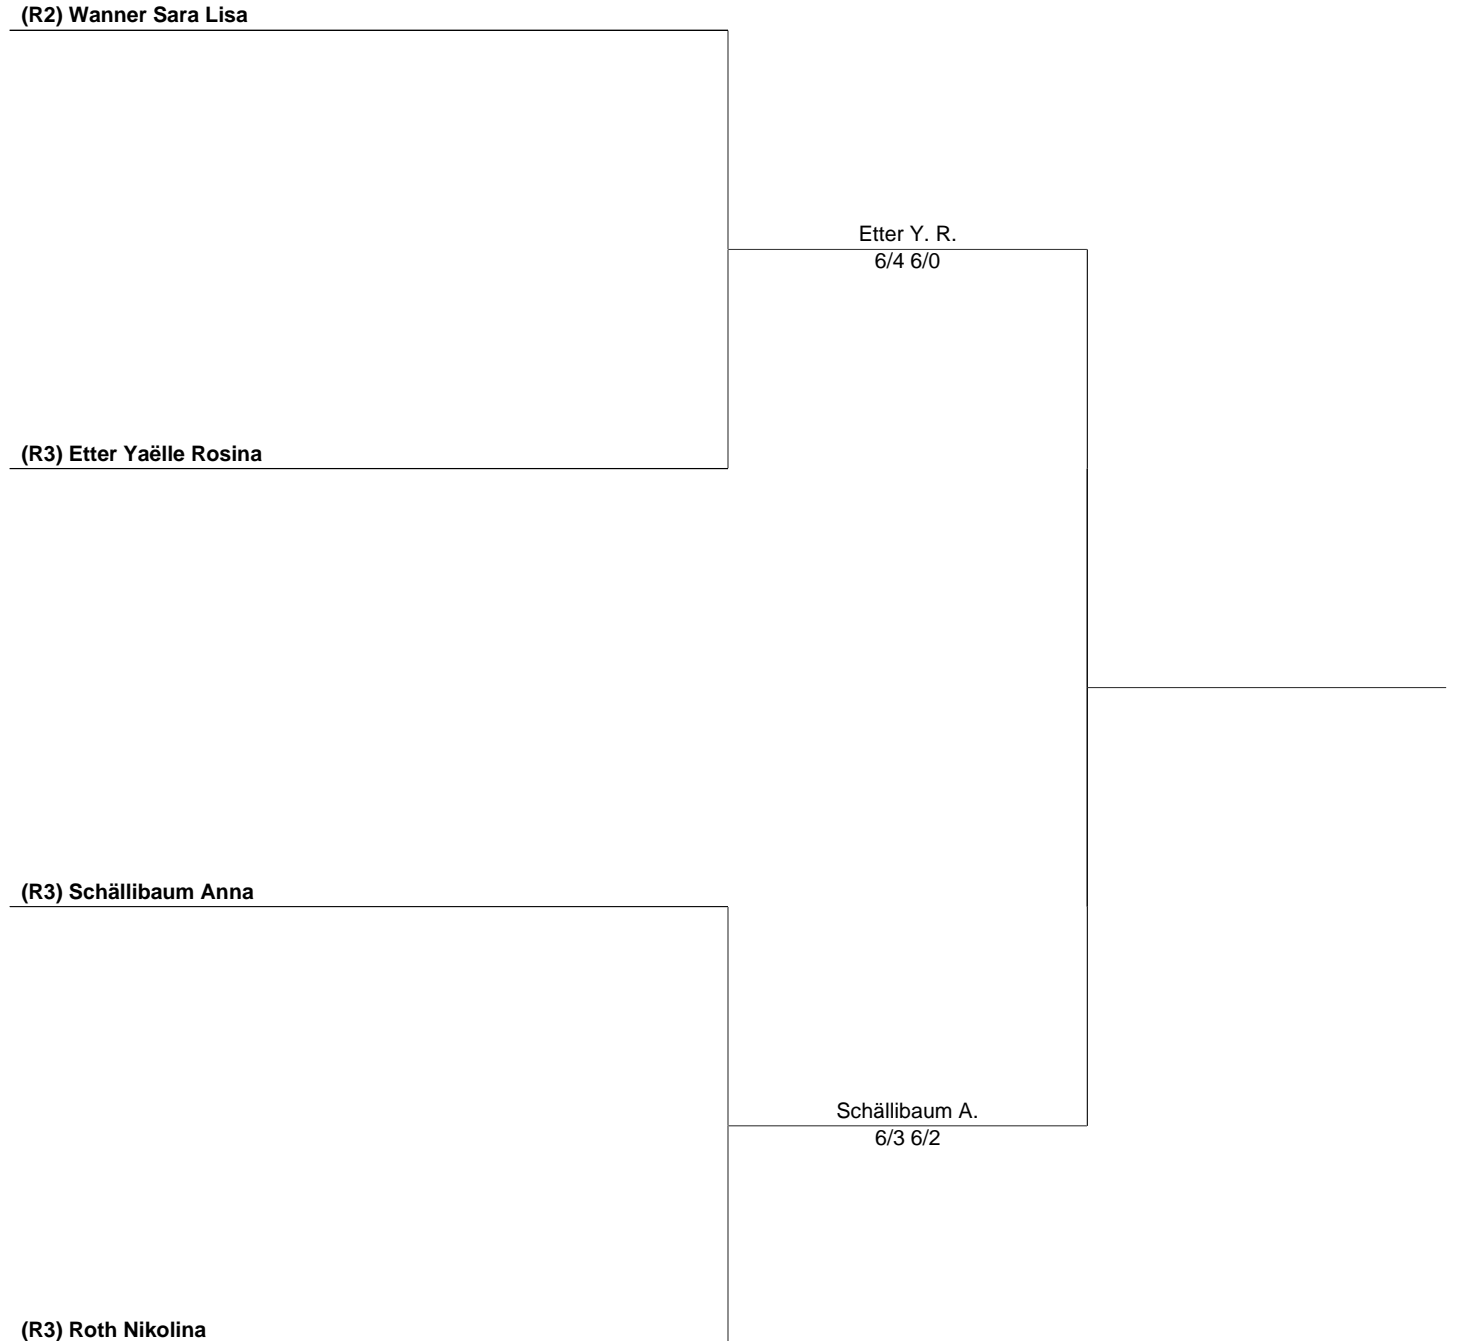 (R2) Wanner Sara Lisa
Etter Y. R.
6/4 6/0
(R3) Etter Yaëlle Rosina
(R3) Schällibaum Anna
Schällibaum A.
6/3 6/2
(R3) Roth Nikolina